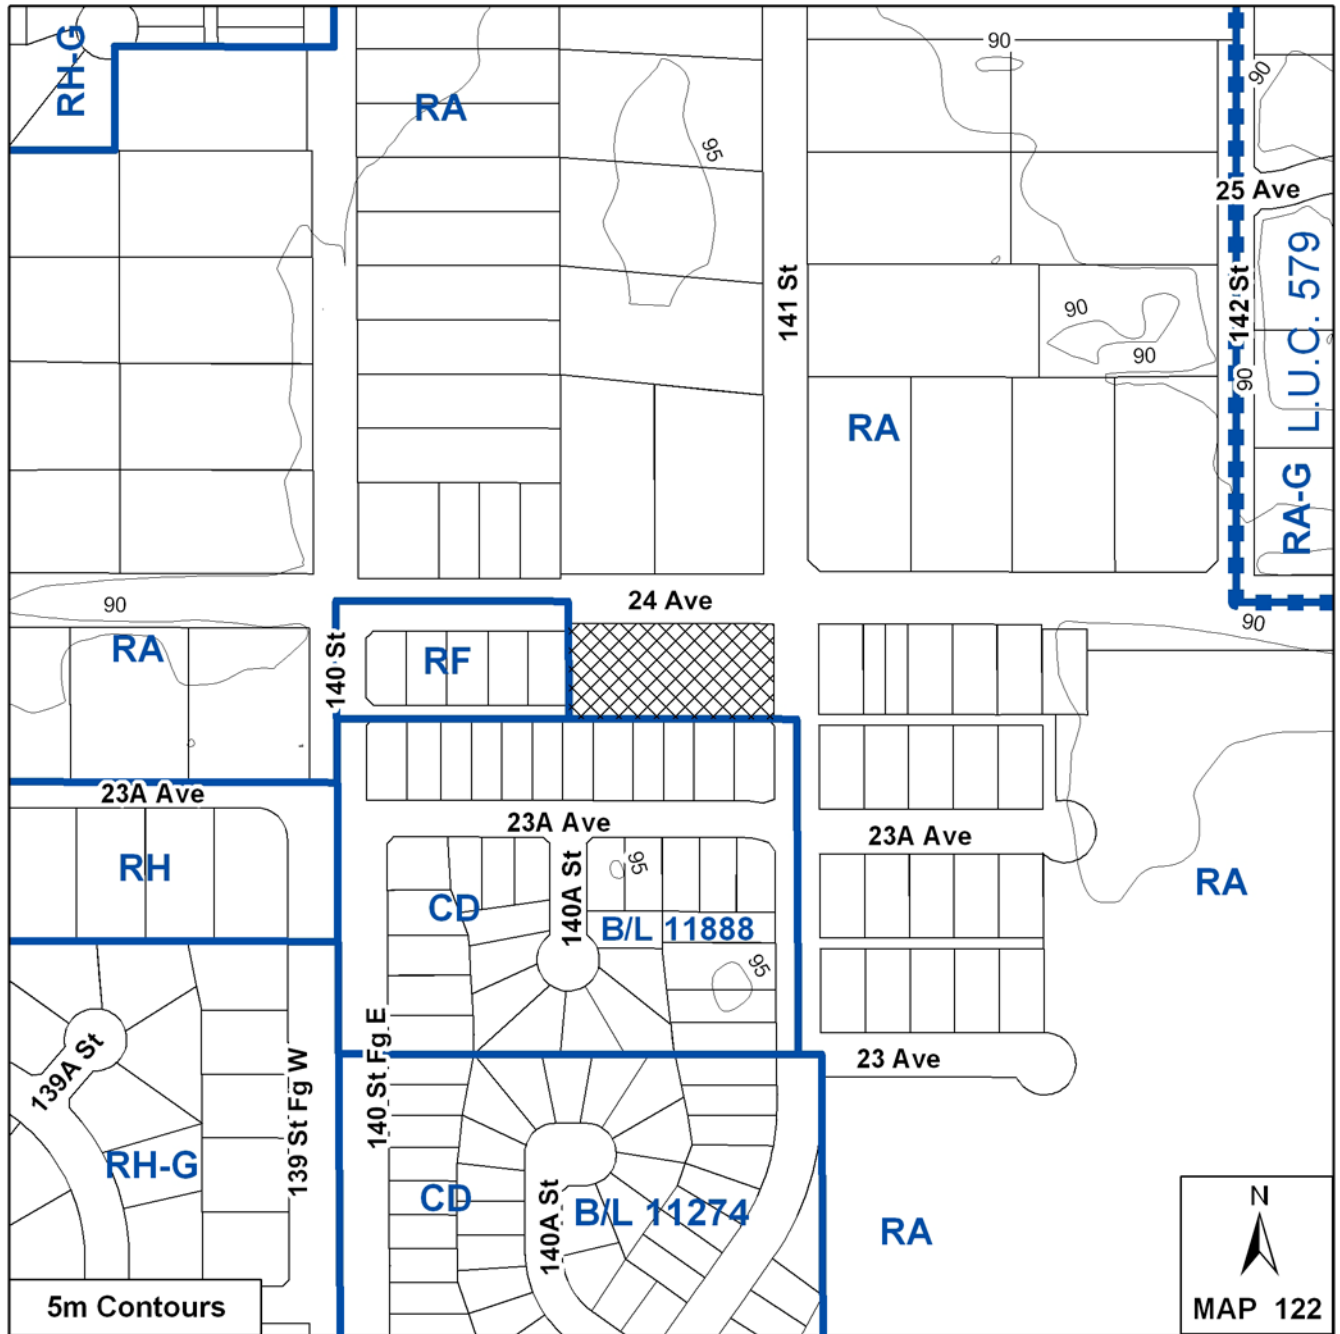 RH-G
RA
90
90
95
25 Ave
141 St
142 St
L.U.C. 579
90
90
90
RA
RA-G
24 Ave
90
90
RA
140 St
RF
23A Ave
23A Ave
23A Ave
RH
CD
140A St
95
B/L 11888
95
RA
140 St Fg E
23 Ave
139A St
139 St Fg W
RH-G
CD
140A St
B/L 11274
RA
N
5m Contours
MAP 122